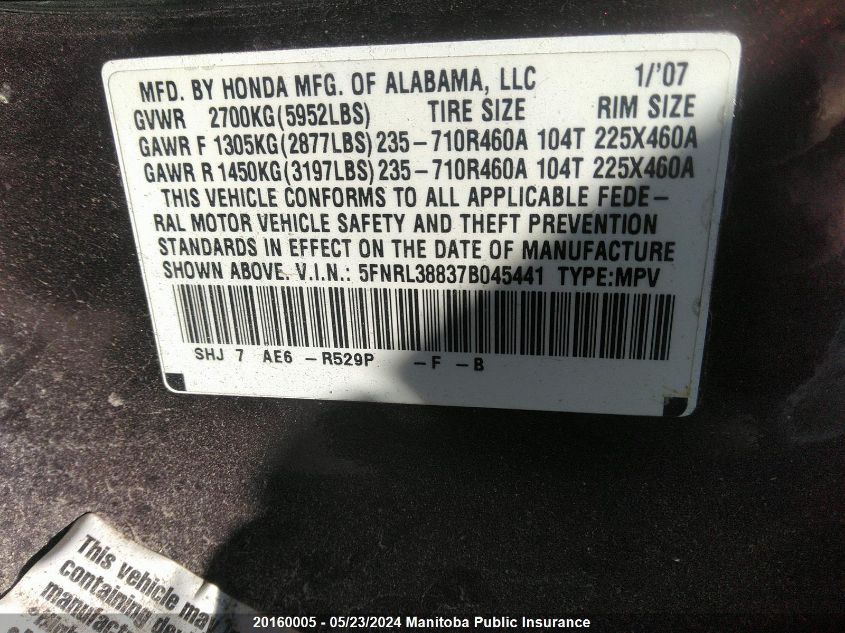 MFD. BY HONDA MFG. OF ALABAMA, LLC 1/'07
GVWR 2700KG(5952LBS) TIRE SIZE RIM SIZE
GAWR F 1305KG(2877LBS) 235-710R460A 104T 225X460A
GAWR R 1450KG(3197LBS) 235-710R460A 104T 225X460A
THIS VEHICLE CONFORMS TO ALL APPLICABLE FEDE-
RAL MOTOR VEHICLE SAFETY AND THEFT PREVENTION
STANDARDS IN EFFECT ON THE DATE OF MANUFACTURE
SHOWN ABOVE. V.I.N.: 5FNRL38837B045441 TYPE:MPV
SHJ 7 AE6 -R529P -F -B
This vehicle may
containing
20160005 - 05/23/2024 Manitoba Public Insurance